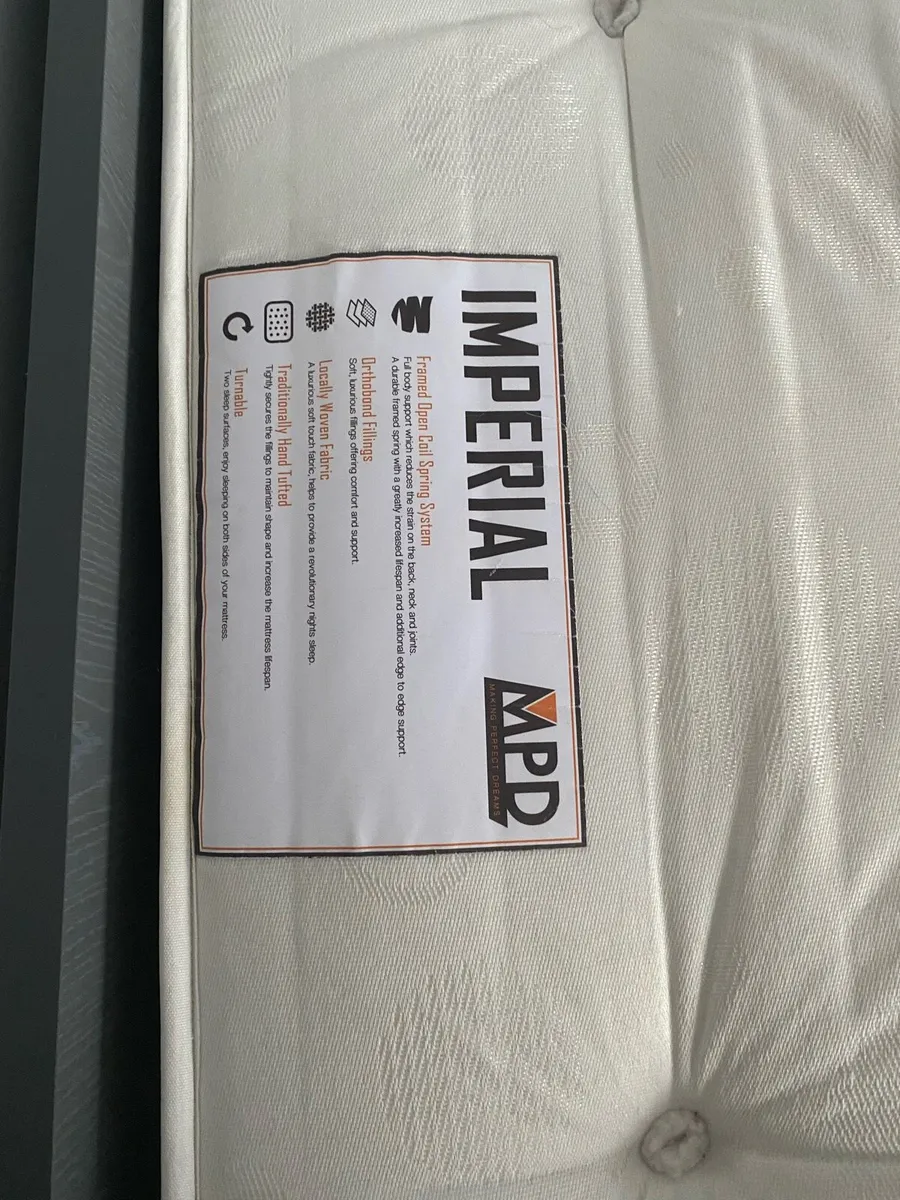 IMPERIAL
MPD
MAKING PERFECT DREAMS
Framed Open Coil Spring System
Full body support which reduces the strain on the back, neck and joints.
A durable framed spring with a greatly increased lifespan and additional edge to edge support.
Orthobond Fillings
Soft, luxurious fillings offering comfort and support.
Locally Woven Fabric
A luxurious soft touch fabric, helps to provide a revolutionary nights sleep.
Traditionally Hand Tufted
Tightly secures the fillings to maintain shape and increase the mattress lifespan.
Turnable
Two sleep surfaces, enjoy sleeping on both sides of your mattress.